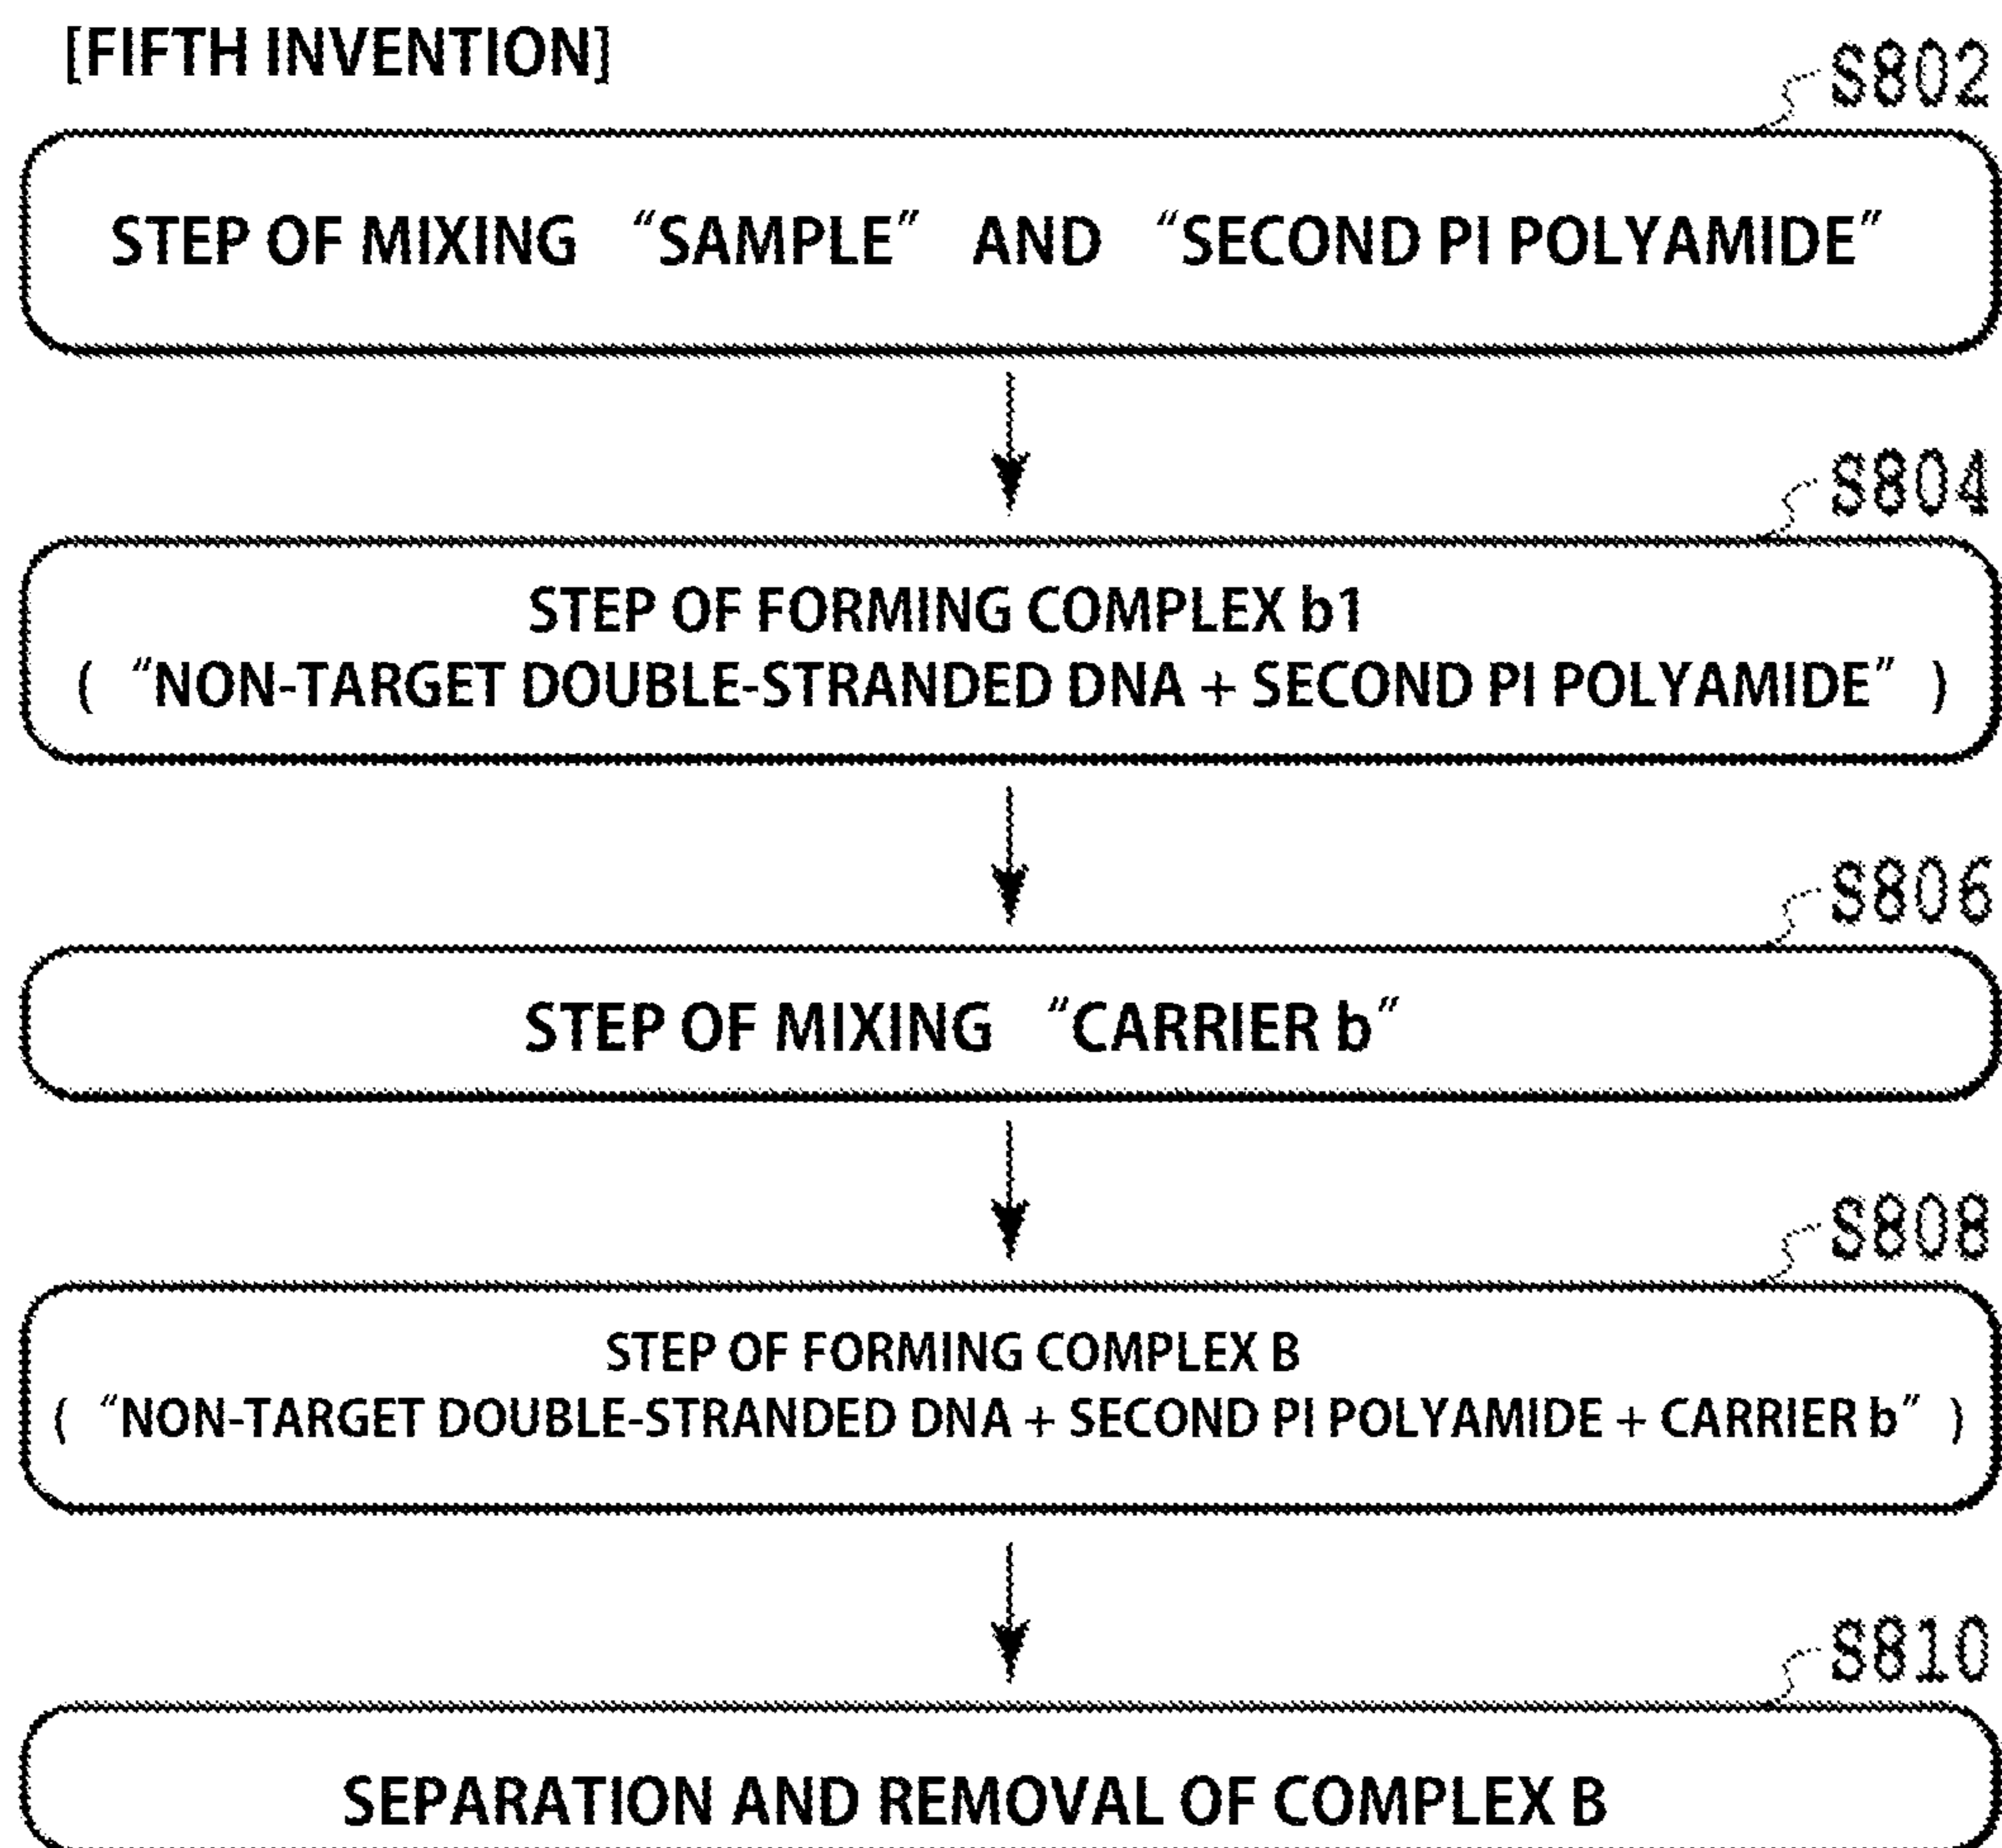 [FIFTH INVENTION]
S802
STEP OF MIXING “SAMPLE” AND “SECOND PI POLYAMIDE”
S804
STEP OF FORMING COMPLEX b1
( “NON-TARGET DOUBLE-STRANDED DNA + SECOND PI POLYAMIDE” )
S806
STEP OF MIXING “CARRIER b”
S808
STEP OF FORMING COMPLEX B
( “NON-TARGET DOUBLE-STRANDED DNA + SECOND PI POLYAMIDE + CARRIER b” )
S810
SEPARATION AND REMOVAL OF COMPLEX B